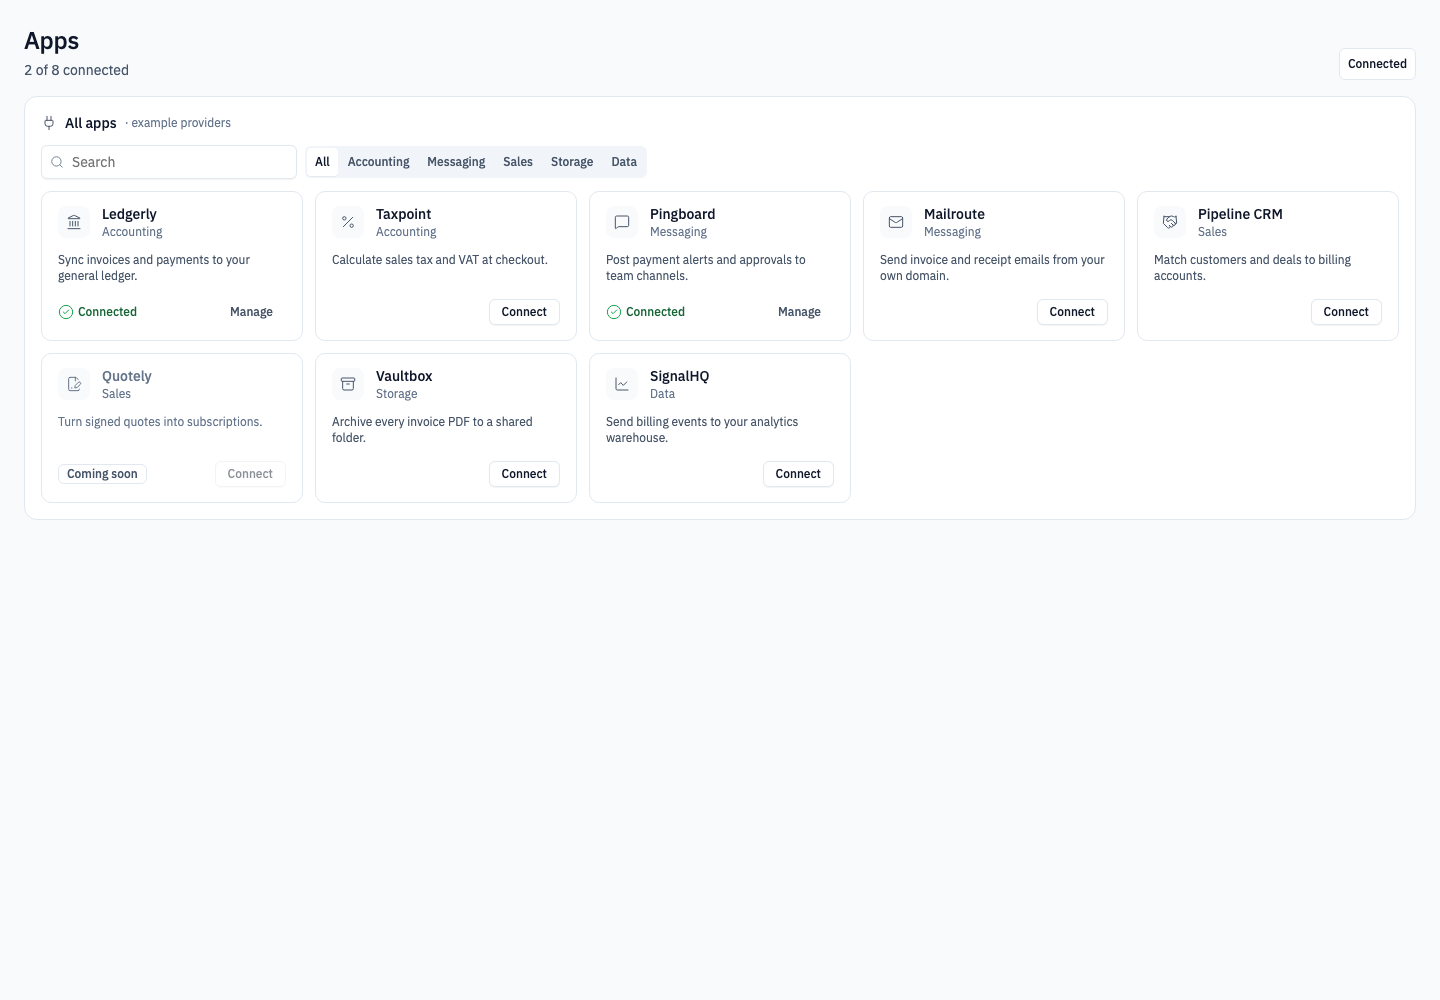 Apps
2 of 8 connected
Connected
All apps · example providers
Search
All Accounting Messaging Sales Storage Data
Ledgerly
Accounting
Sync invoices and payments to your
general ledger.
Connected Manage
Taxpoint
Accounting
Calculate sales tax and VAT at checkout.
Connect
Pingboard
Messaging
Post payment alerts and approvals to
team channels.
Connected Manage
Mailroute
Messaging
Send invoice and receipt emails from your
own domain.
Connect
Pipeline CRM
Sales
Match customers and deals to billing
accounts.
Connect
Quotely
Sales
Turn signed quotes into subscriptions.
Coming soon Connect
Vaultbox
Storage
Archive every invoice PDF to a shared
folder.
Connect
SignalHQ
Data
Send billing events to your analytics
warehouse.
Connect